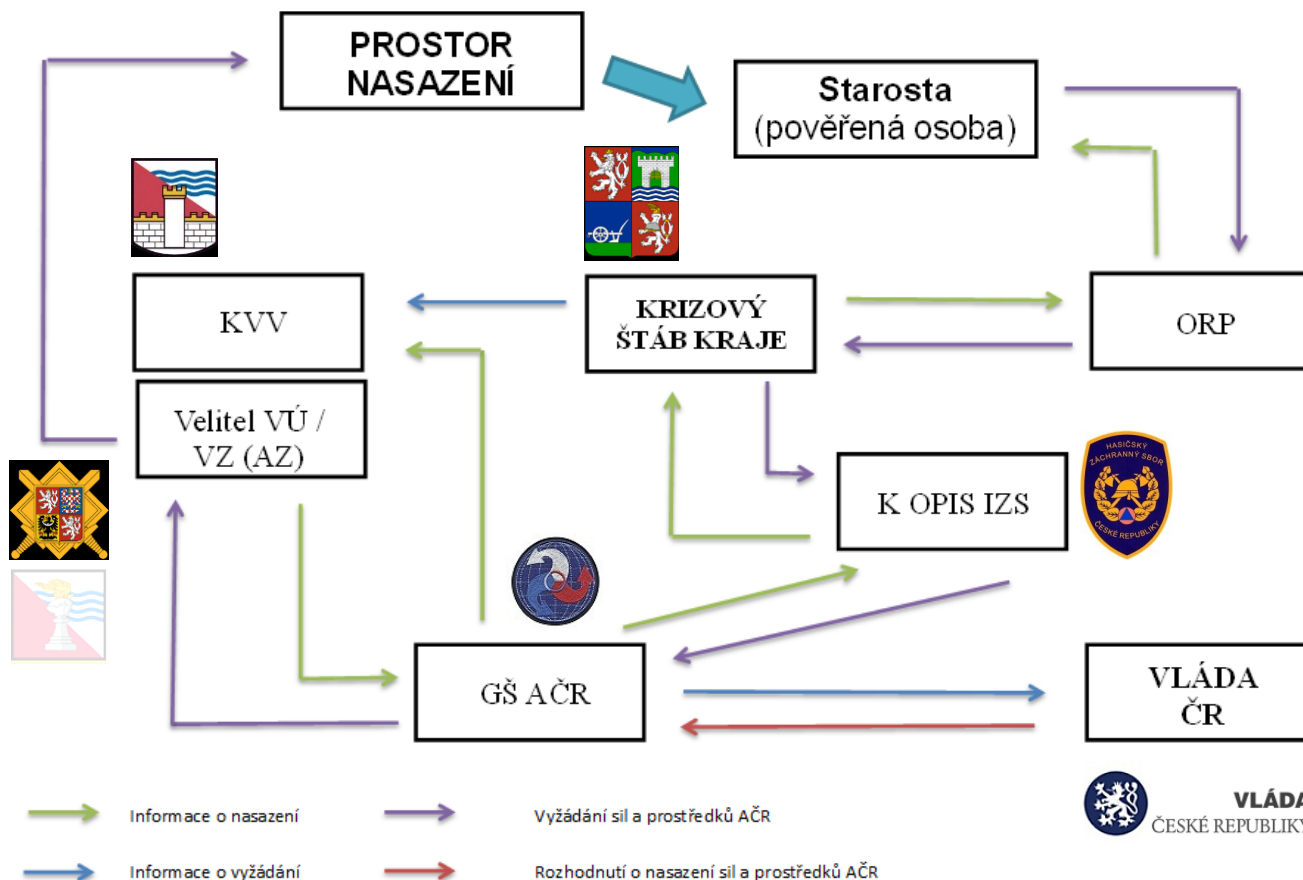 PROSTOR
NASAZENÍ
Starosta
(pověřená osoba)
KVV
KRIZOVÝ
ŠTÁB KRAJE
ORP
Velitel VÚ /
VZ (AZ)
K OPIS IZS
HASIČSKÝ
ZÁCHRANNÝ SBOR
ČESKÉ REPUBLIKY
GŠ AČR
VLÁDA
ČR
VLÁDA
ČESKÉ REPUBLIKY
Informace o nasazení
Vyžádání sil a prostředků AČR
Informace o vyžádání
Rozhodnutí o nasazení sil a prostředků AČR